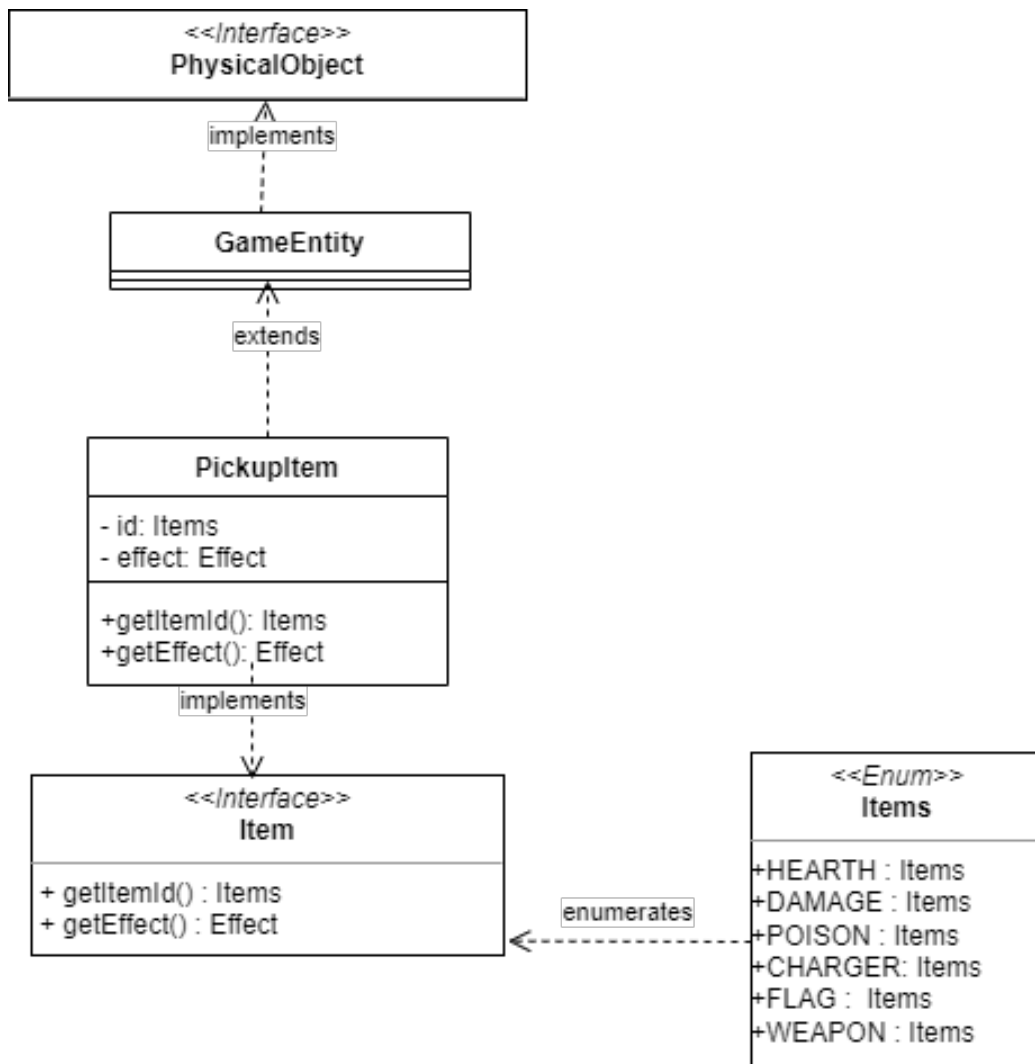 <<Interface>>
PhysicalObject
implements
GameEntity
extends
PickupItem
- id: Items
- effect: Effect
+getItemId(): Items
+getEffect(): Effect
implements
<<Interface>>
Item
+ getItemId() : Items
+ getEffect() : Effect
enumerates
<<Enum>>
Items
+HEARTH : Items
+DAMAGE : Items
+POISON : Items
+CHARGER: Items
+FLAG :  Items
+WEAPON : Items